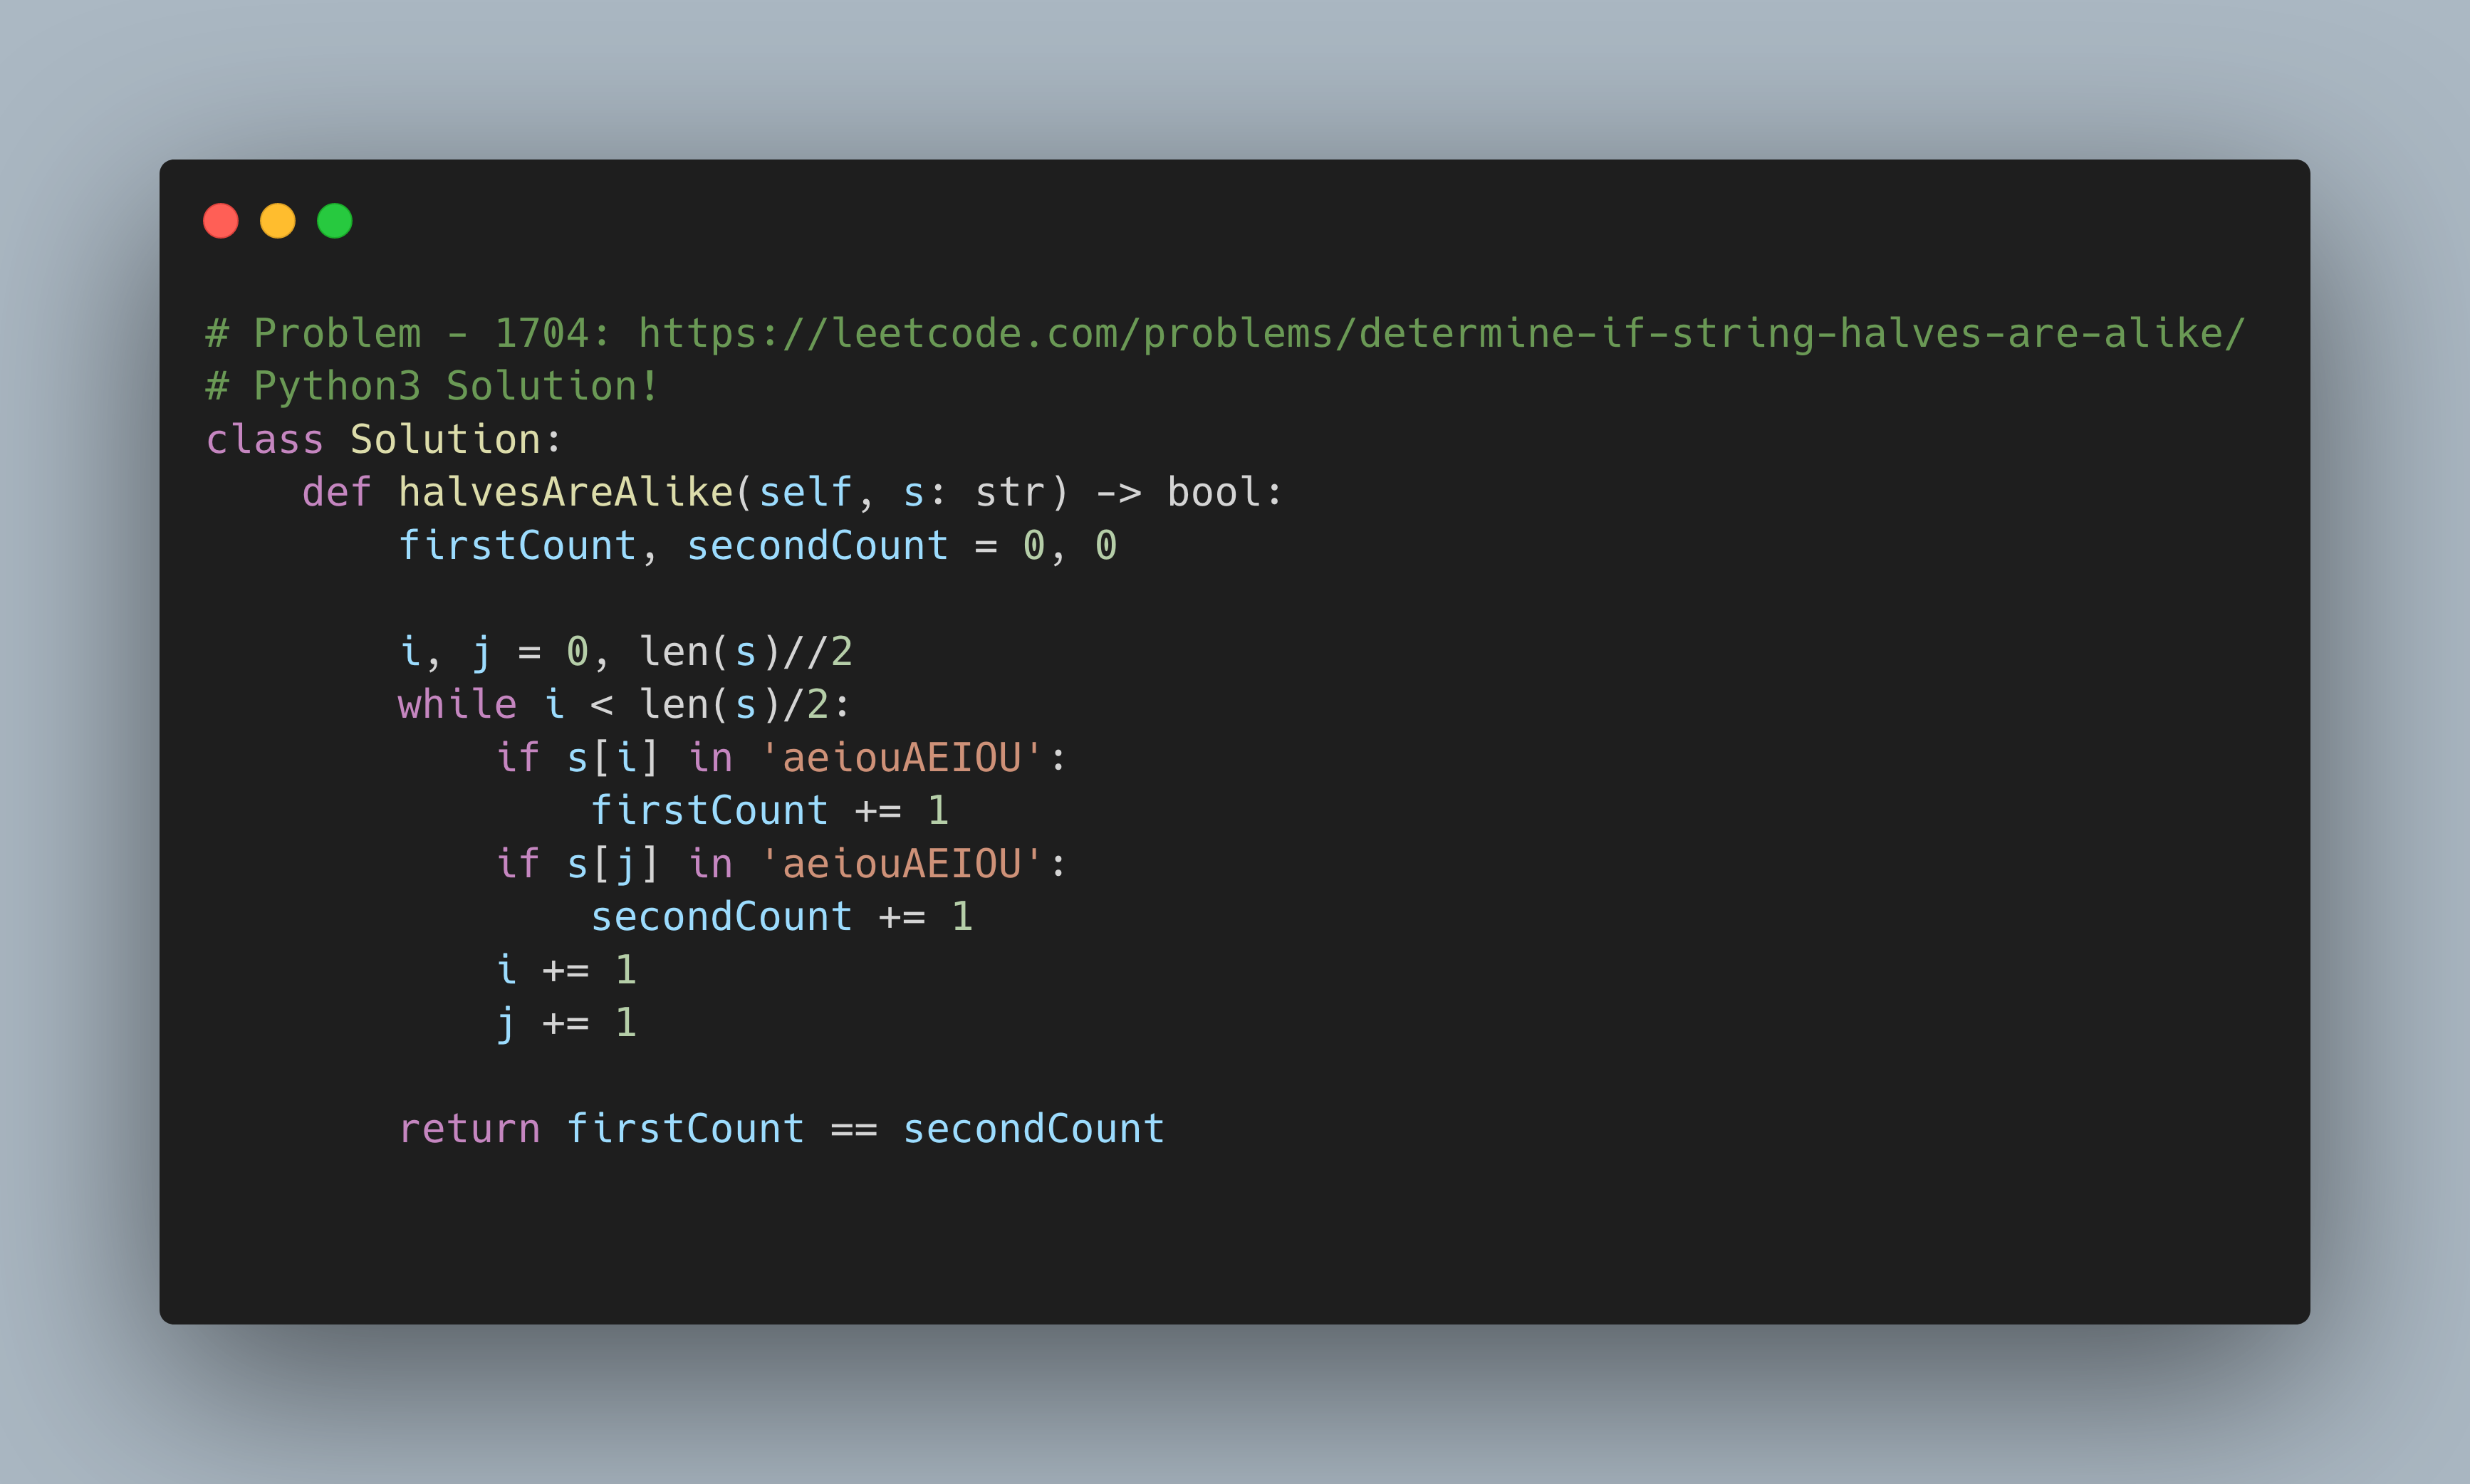 # Problem - 1704: https://leetcode.com/problems/determine-if-string-halves-are-alike/
# Python3 Solution!
class Solution:
    def halvesAreAlike(self, s: str) -> bool:
        firstCount, secondCount = 0, 0

        i, j = 0, len(s)//2
        while i < len(s)/2:
            if s[i] in 'aeiouAEIOU':
                firstCount += 1
            if s[j] in 'aeiouAEIOU':
                secondCount += 1
            i += 1
            j += 1

        return firstCount == secondCount